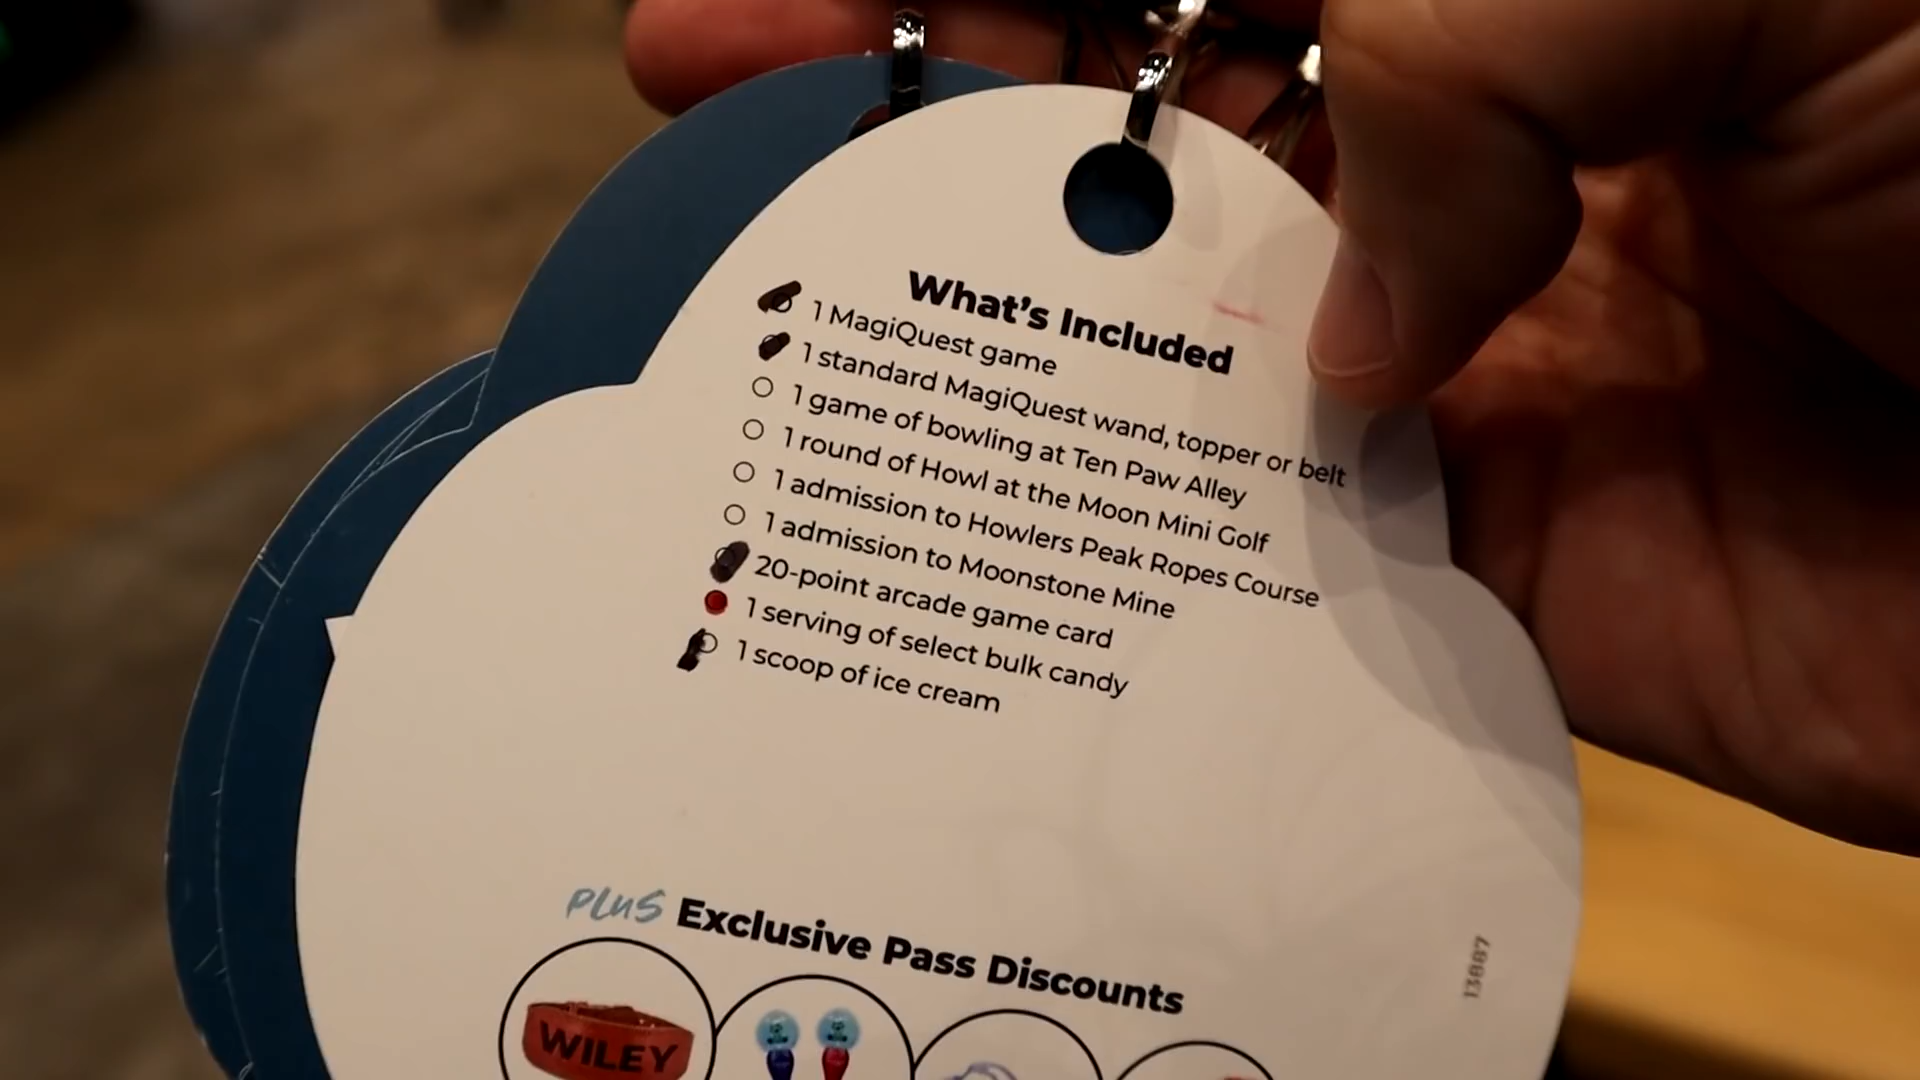 What's Included
1 MagiQuest game
1 standard MagiQuest wand, topper or belt
1 game of bowling at Ten Paw Alley
1 round of Howl at the Moon Mini Golf
1 admission to Howlers Peak Ropes Course
1 admission to Moonstone Mine
20-point arcade game card
1 serving of select bulk candy
1 scoop of ice cream
PLUS Exclusive Pass Discounts
WILEY
13887